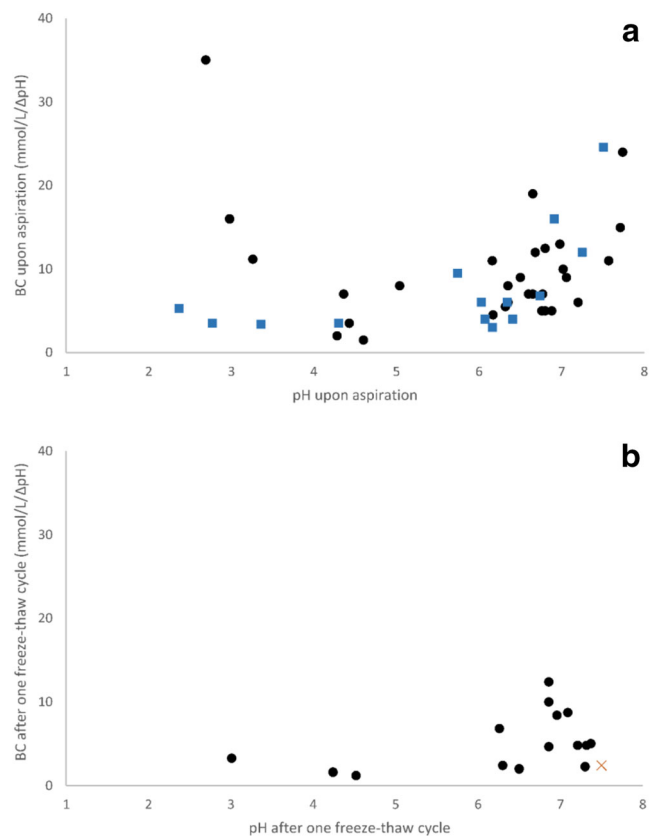 a
BC upon aspiration (mmol/L/ΔpH)
40
30
20
10
0
1 2 3 4 5 6 7 8
pH upon aspiration
b
BC after one freeze-thaw cycle (mmol/L/ΔpH)
40
30
20
10
0
1 2 3 4 5 6 7 8
pH after one freeze-thaw cycle